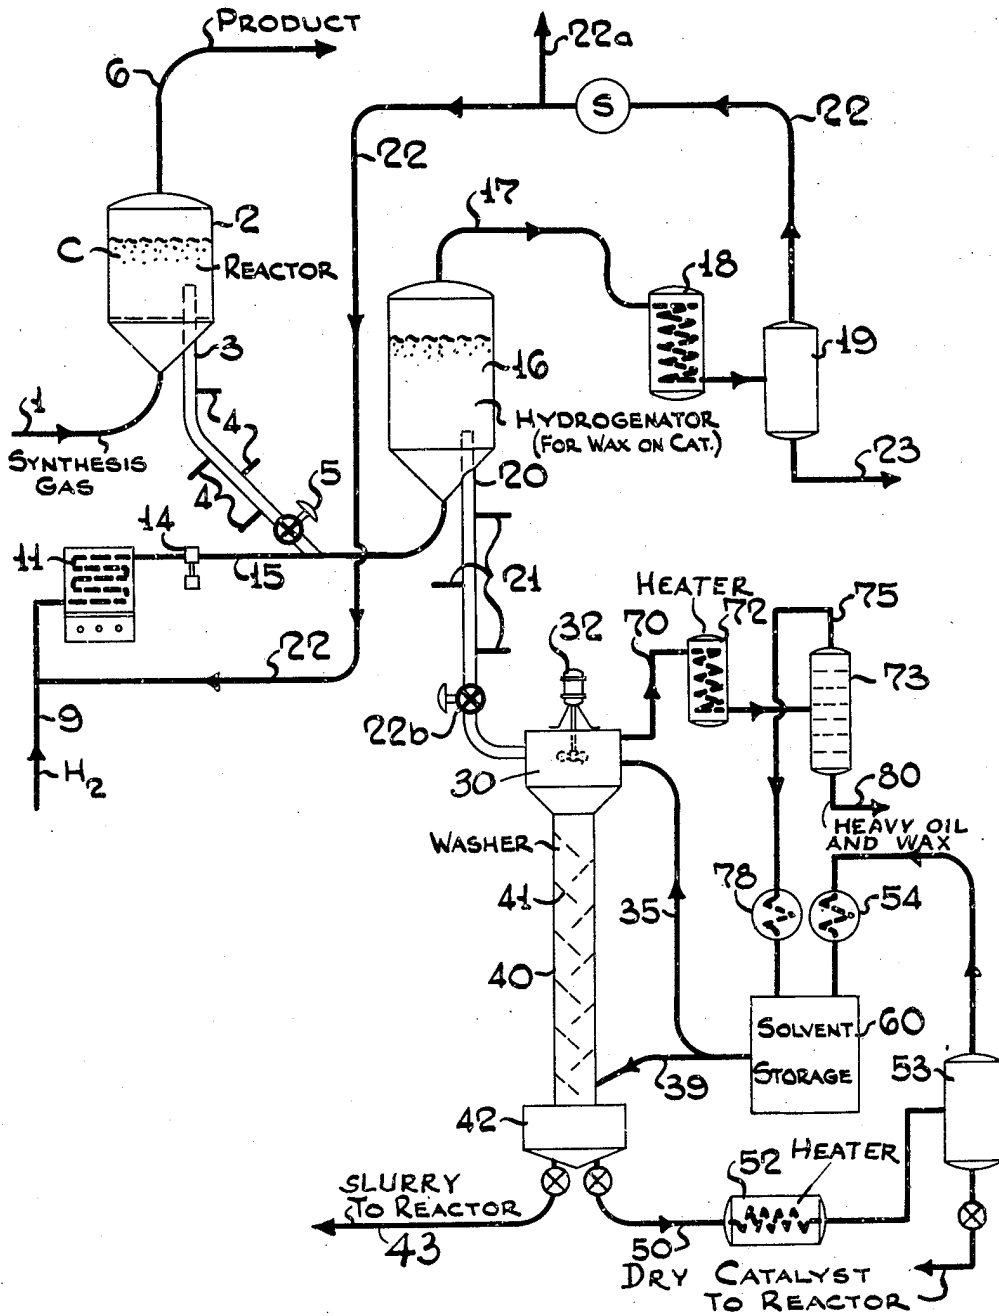 PRODUCT
22a
6
S
22
22
17
2
C
REACTOR
18
3
16
19
1
4
HYDROGENATOR
(FOR WAX ON CAT.)
SYNTHESIS
GAS
4
5
20
23
14
11
15
21
HEATER
75
32
70
72
22
73
9
22b
H2
30
80
HEAVY OIL
AND WAX
WASHER
41
35
78
54
40
SOLVENT
STORAGE
60
39
53
42
HEATER
52
SLURRY
TO REACTOR
43
50
DRY CATALYST
TO REACTOR